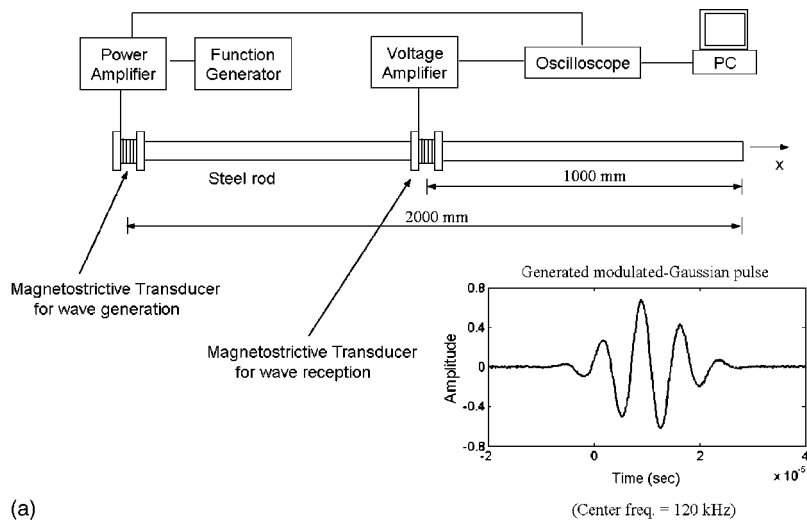 Power
Amplifier
Function
Generator
Voltage
Amplifier
Oscilloscope
PC
Steel rod
x
1000 mm
2000 mm
Magnetostrictive Transducer
for wave generation
Magnetostrictive Transducer
for wave reception
Generated modulated-Gaussian pulse
Amplitude
0.8
0.4
0
-0.4
-0.8
-2
0
2
4
Time (sec)
× 10⁻⁵
(Center freq. = 120 kHz)
(a)